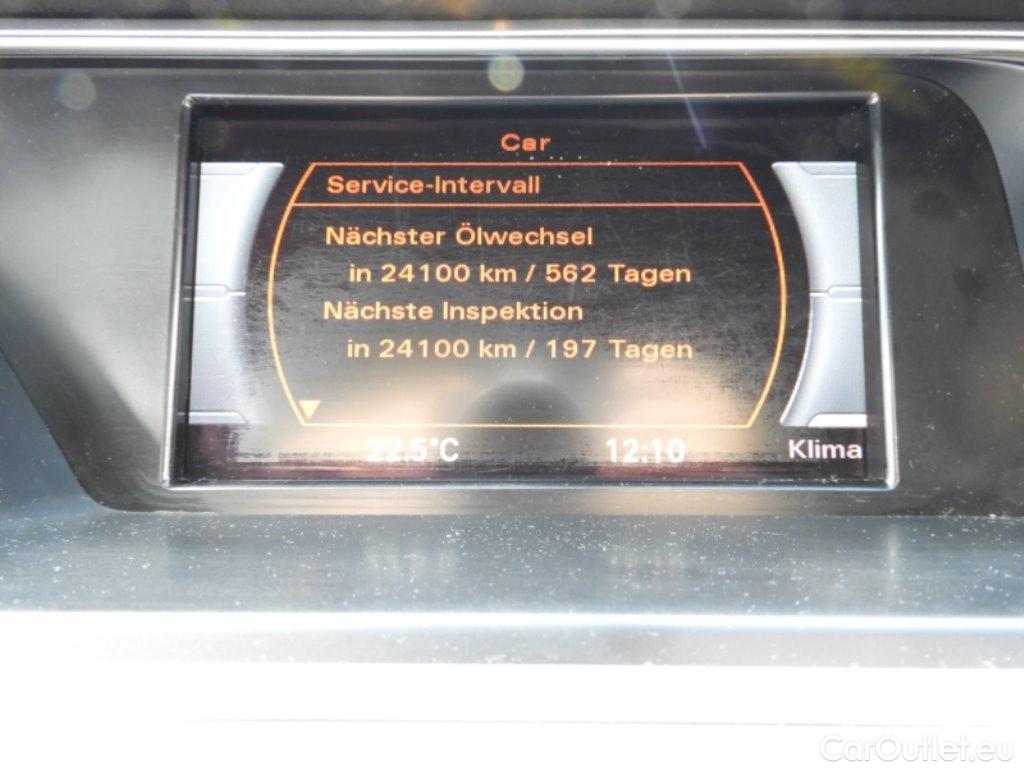 Car
Service-Intervall
Nächster Ölwechsel
in 24100 km / 562 Tagen
Nächste Inspektion
in 24100 km / 197 Tagen
22.5°C 12:10 Klima
CarOutlet.eu